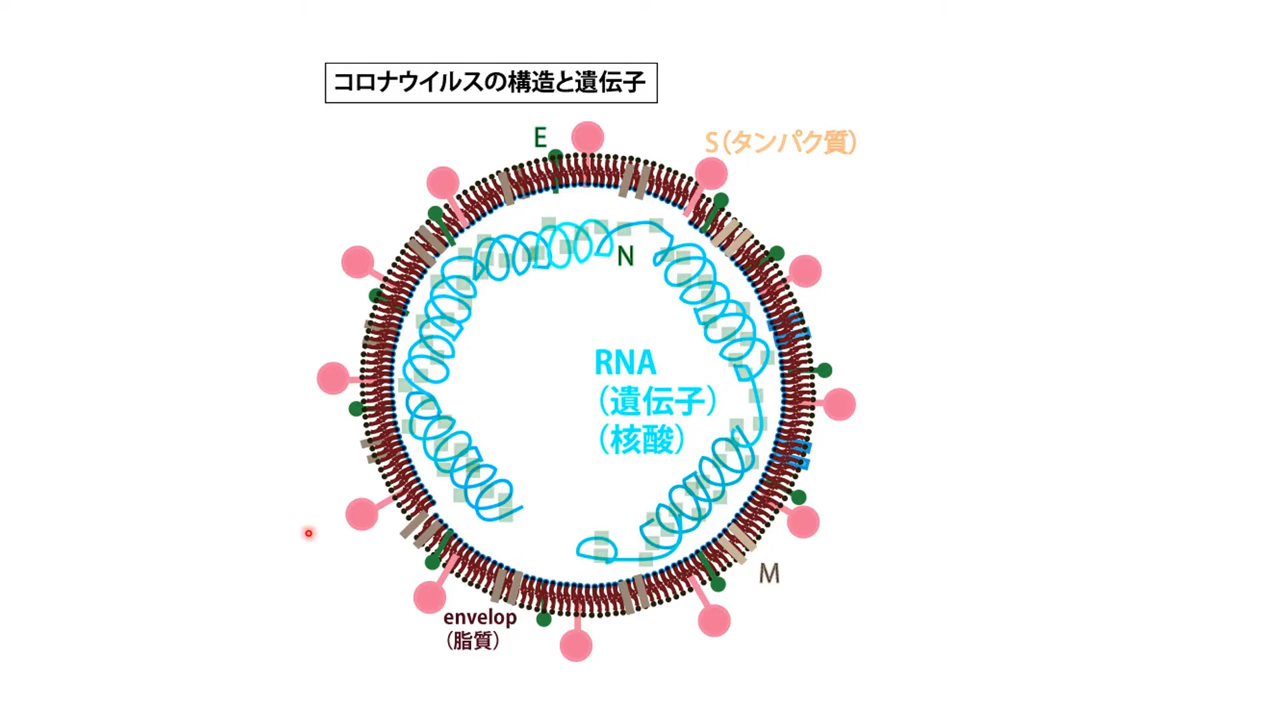 コロナウイルスの構造と遺伝子
E
S(タンパク質)
N
RNA
(遺伝子)
(核酸)
M
envelop
(脂質)